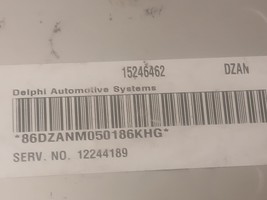 15246462 DZAN
Delphi Automotive Systems
*86DZANM050186KHG*
SERV. NO. 12244189